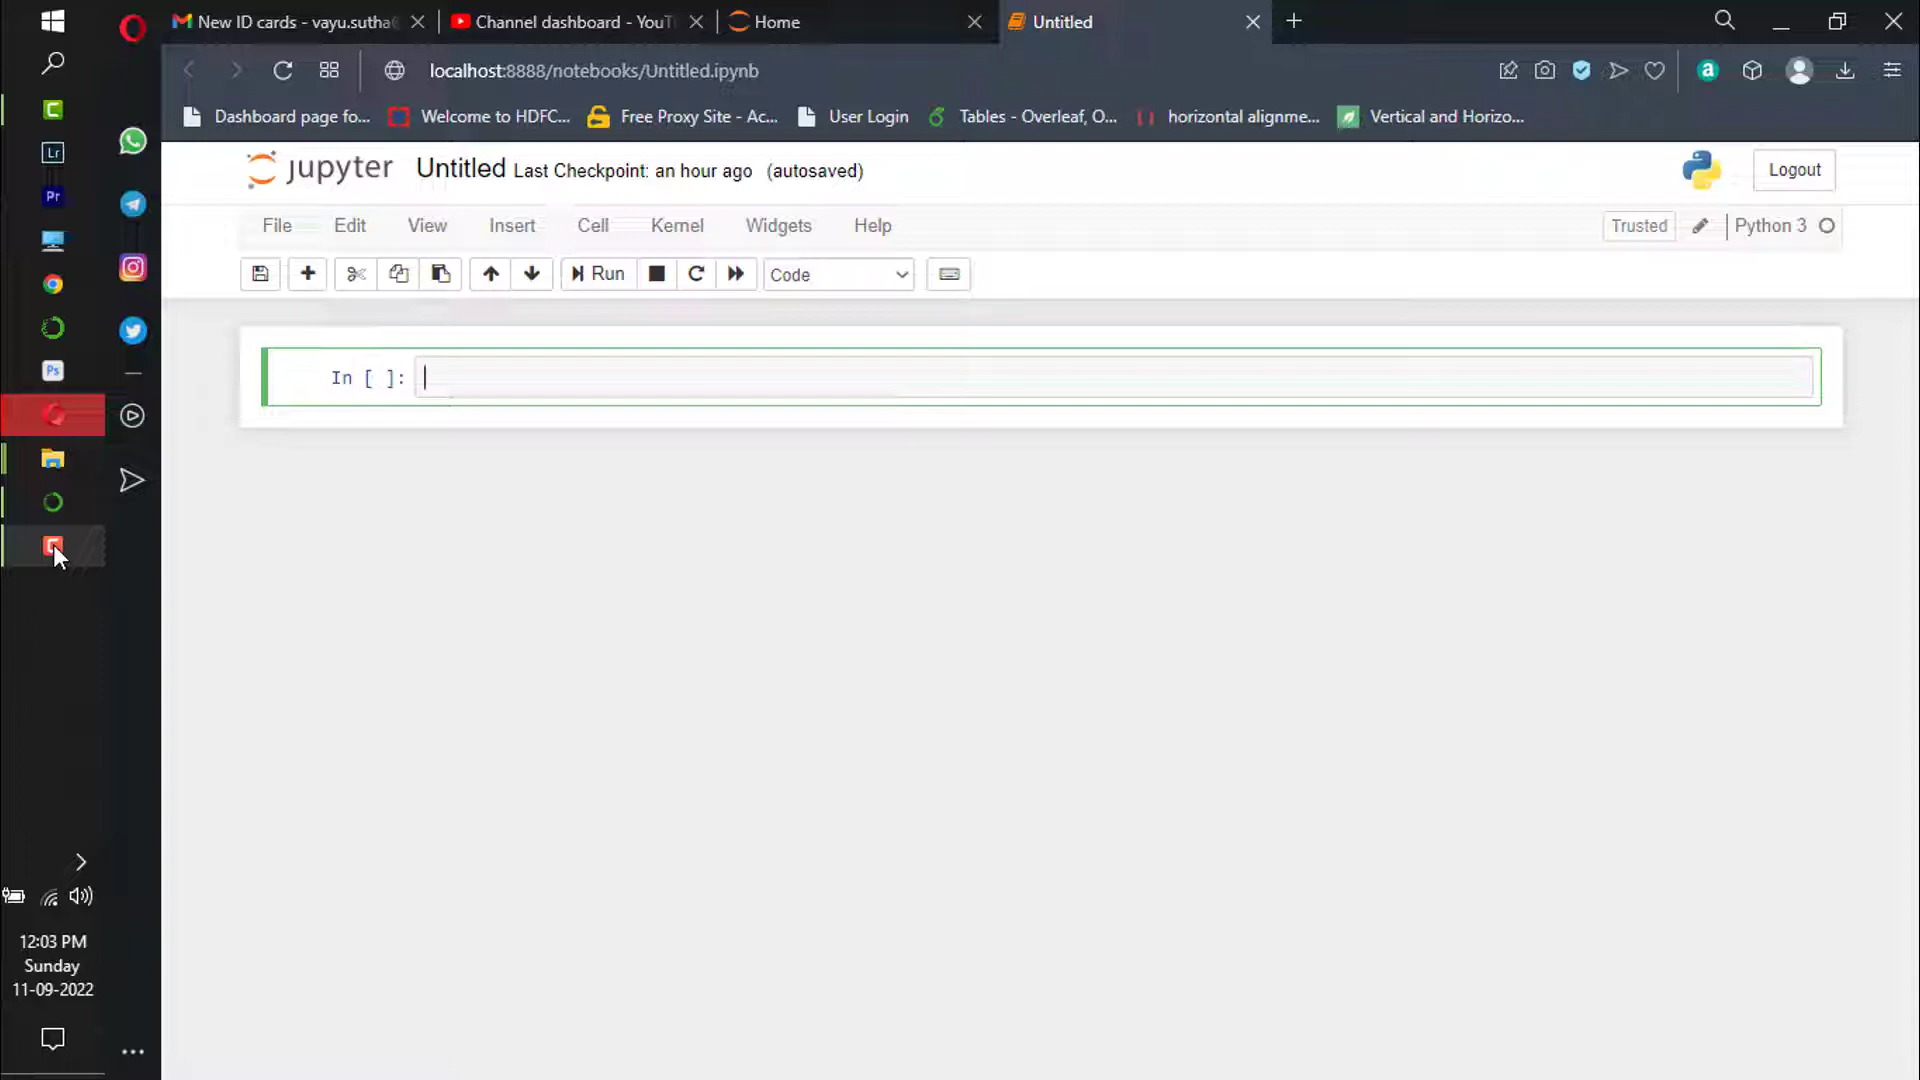 New ID cards - vayu.sutha
Channel dashboard - YouT
Home
Untitled
localhost:8888/notebooks/Untitled.ipynb
Dashboard page fo...
Welcome to HDFC...
Free Proxy Site - Ac...
User Login
Tables - Overleaf, O...
horizontal alignme...
Vertical and Horizo...
jupyter Untitled Last Checkpoint: an hour ago (autosaved)
Logout
File Edit View Insert Cell Kernel Widgets Help
Trusted
Python 3
Run
Code
In [ ]:
Lr
Pr
Ps
a
12:03 PM
Sunday
11-09-2022